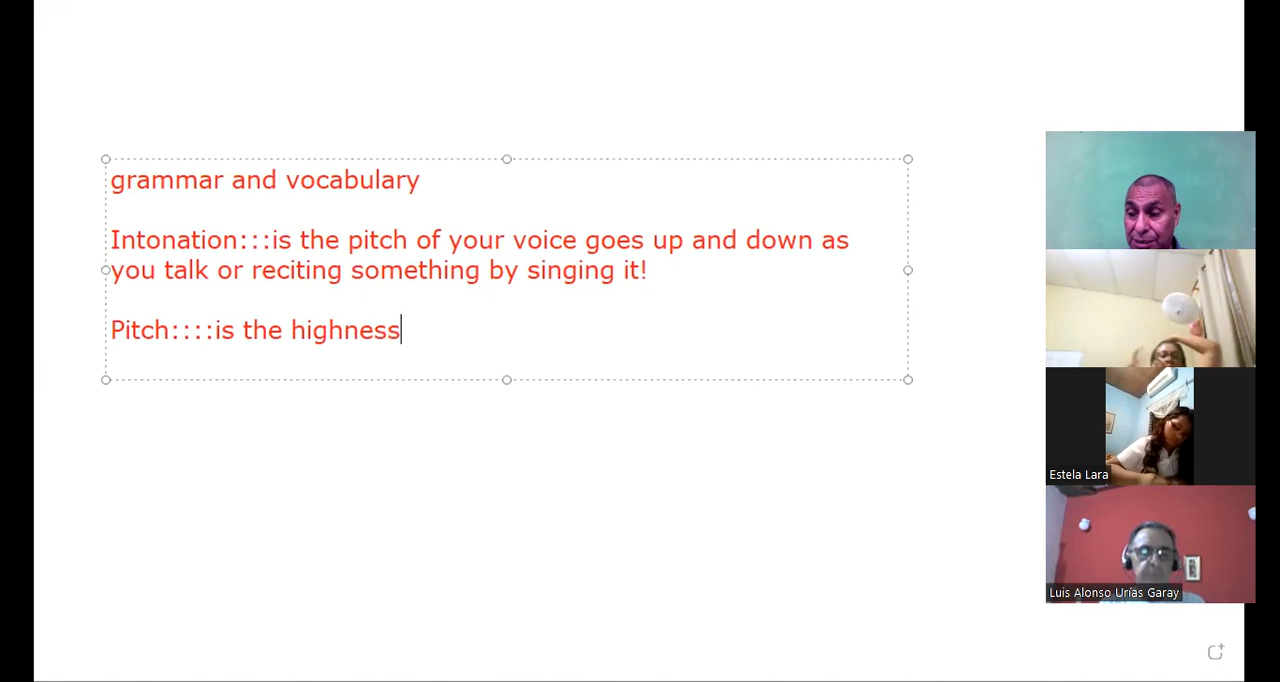 grammar and vocabulary
Intonation:::is the pitch of your voice goes up and down as
you talk or reciting something by singing it!
Pitch::::is the highness
Estela Lara
Luis Alonso Urías Garay